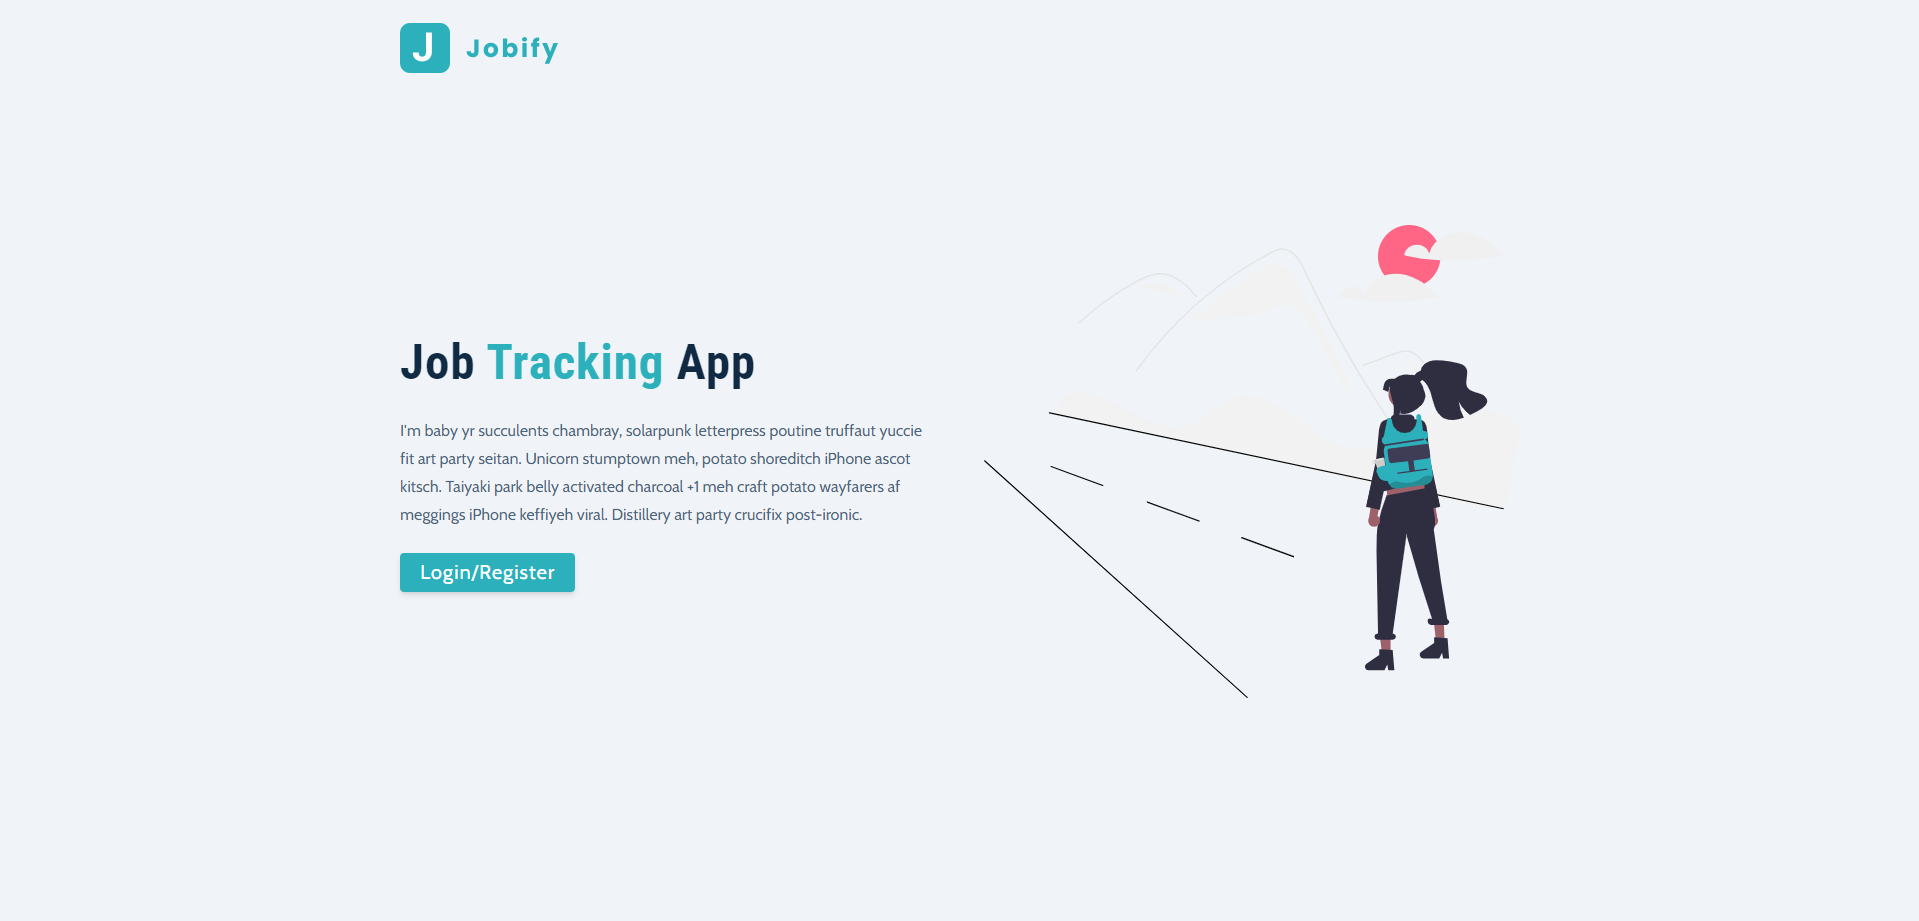 J Jobify
Job Tracking App
I'm baby yr succulents chambray, solarpunk letterpress poutine truffaut yuccie
fit art party seitan. Unicorn stumptown meh, potato shoreditch iPhone ascot
kitsch. Taiyaki park belly activated charcoal +1 meh craft potato wayfarers af
meggings iPhone keffiyeh viral. Distillery art party crucifix post-ironic.
Login/Register